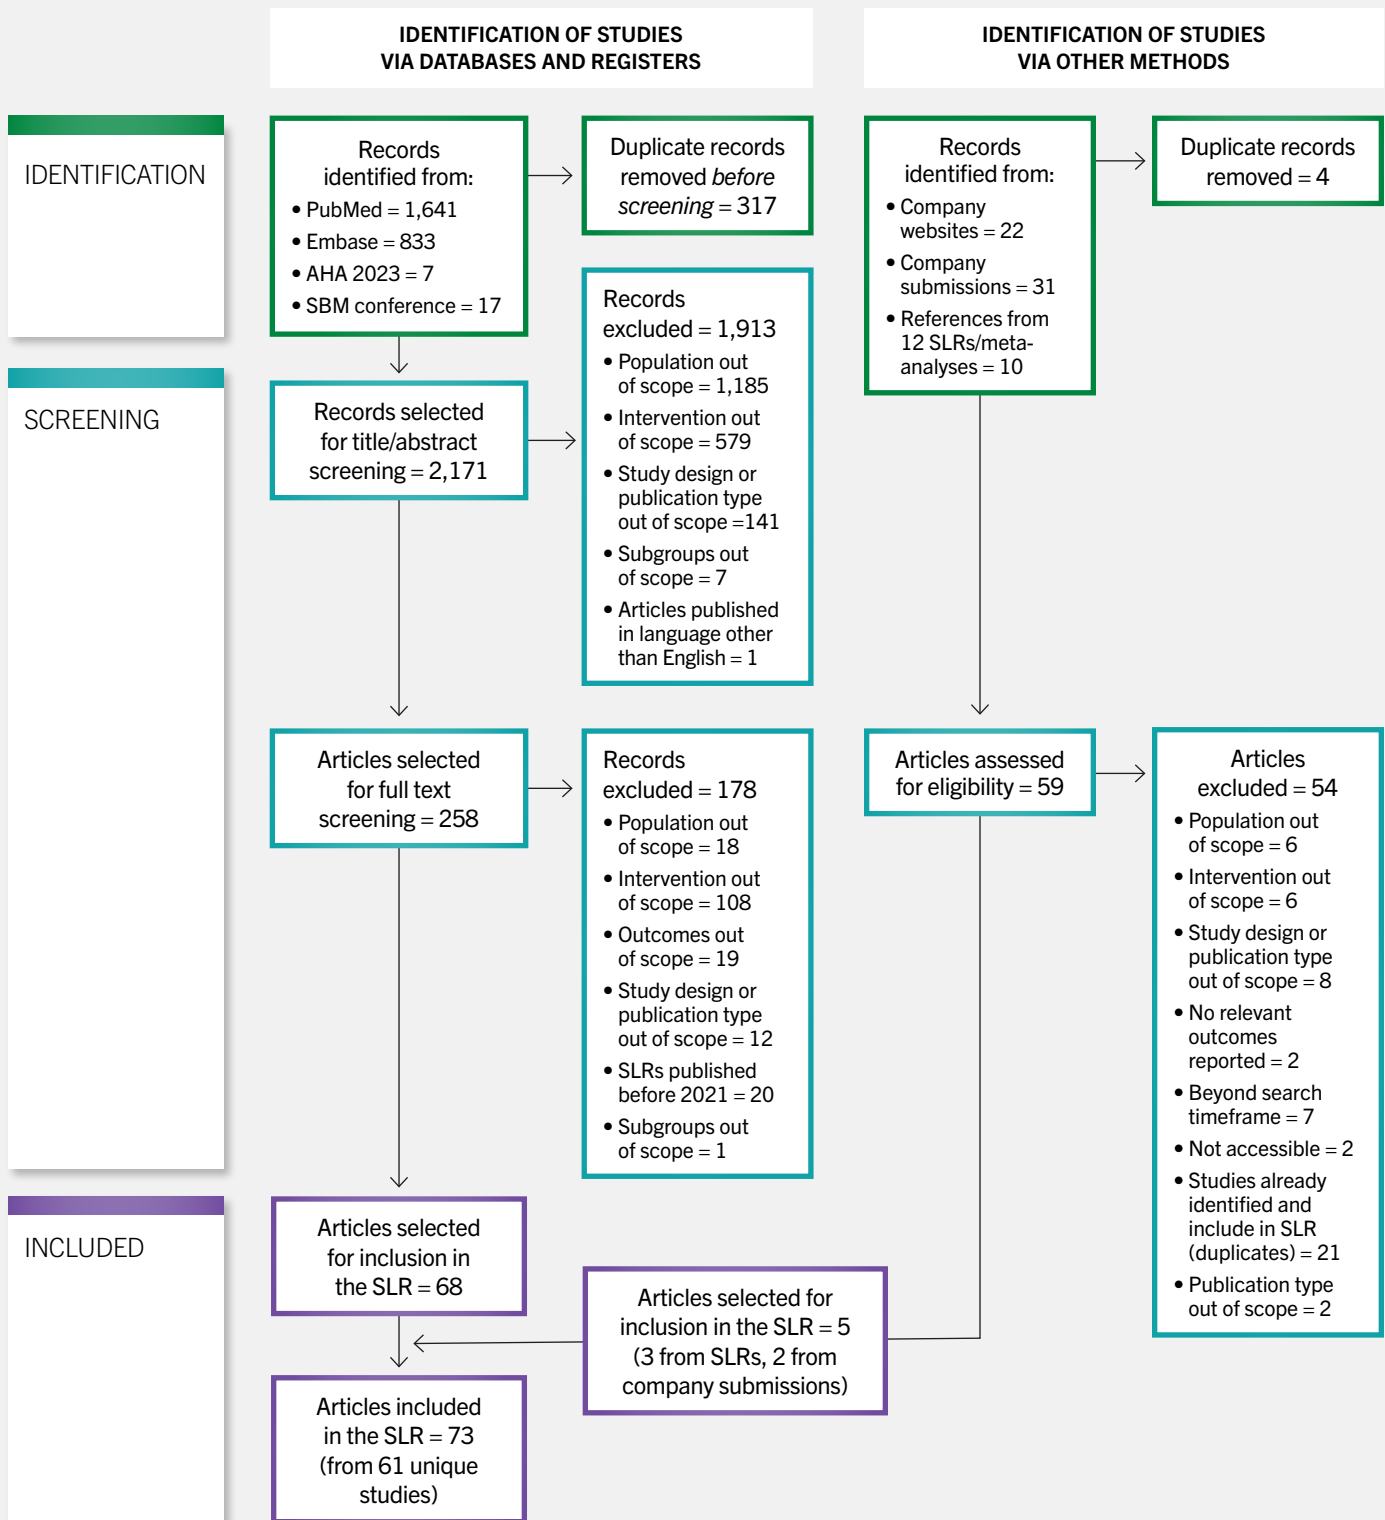 IDENTIFICATION OF STUDIES
VIA DATABASES AND REGISTERS
IDENTIFICATION OF STUDIES
VIA OTHER METHODS
IDENTIFICATION
Records
identified from:
• PubMed = 1,641
• Embase = 833
• AHA 2023 = 7
• SBM conference = 17
Duplicate records
removed before
screening = 317
Records
identified from:
• Company
websites = 22
• Company
submissions = 31
• References from
12 SLRs/meta-
analyses = 10
Duplicate records
removed = 4
SCREENING
Records selected
for title/abstract
screening = 2,171
Records
excluded = 1,913
• Population out
of scope = 1,185
• Intervention out
of scope = 579
• Study design or
publication type
out of scope =141
• Subgroups out
of scope = 7
• Articles published
in language other
than English = 1
Articles selected
for full text
screening = 258
Records
excluded = 178
• Population out
of scope = 18
• Intervention out
of scope = 108
• Outcomes out
of scope = 19
• Study design or
publication type
out of scope = 12
• SLRs published
before 2021 = 20
• Subgroups out
of scope = 1
Articles assessed
for eligibility = 59
Articles
excluded = 54
• Population out
of scope = 6
• Intervention out
of scope = 6
• Study design or
publication type
out of scope = 8
• No relevant
outcomes
reported = 2
• Beyond search
timeframe = 7
• Not accessible = 2
• Studies already
identified and
include in SLR
(duplicates) = 21
• Publication type
out of scope = 2
INCLUDED
Articles selected
for inclusion in
the SLR = 68
Articles selected for
inclusion in the SLR = 5
(3 from SLRs, 2 from
company submissions)
Articles included
in the SLR = 73
(from 61 unique
studies)